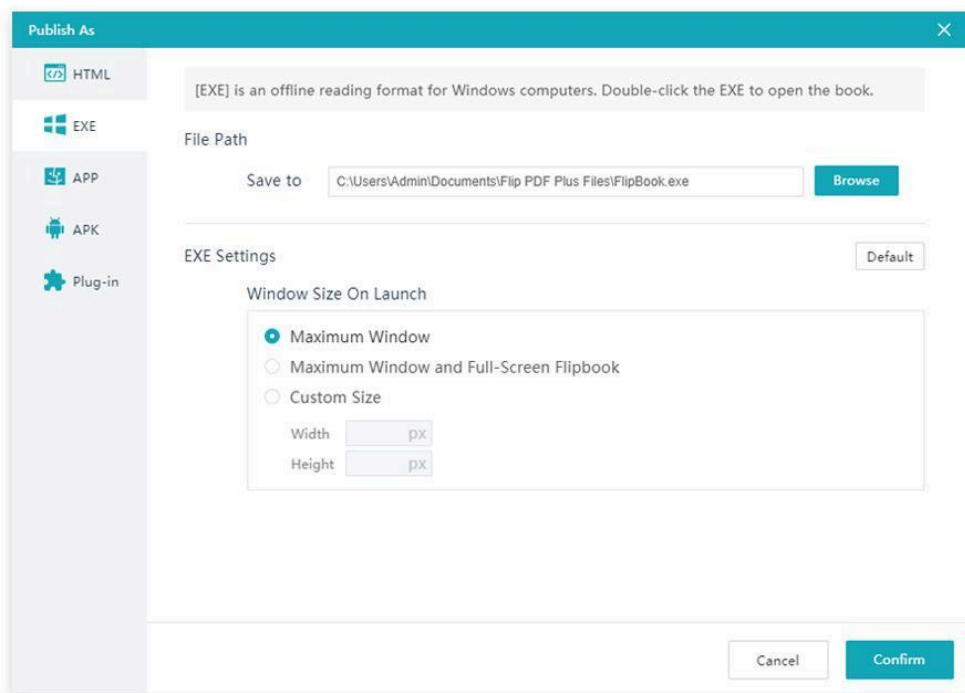 Publish As
HTML
EXE
APP
APK
Plug-in
[EXE] is an offline reading format for Windows computers. Double-click the EXE to open the book.
File Path
Save to C:\Users\Admin\Documents\Flip PDF Plus Files\FlipBook.exe Browse
EXE Settings Default
Window Size On Launch
Maximum Window
Maximum Window and Full-Screen Flipbook
Custom Size
Width px
Height px
Cancel Confirm